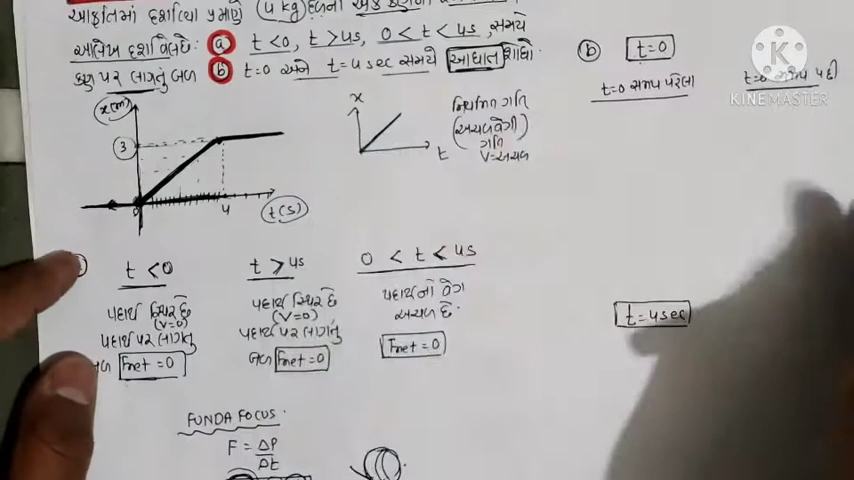 આકૃતિમાં દર્શાવ્યા પ્રમાણે 4 kg દળના એક કણનો
આલેખ દર્શાવેલ છે. (a) t < 0, t > 4s, 0 < t < 4s, સમયે
કણ પર લાગતું બળ (b) t=0 અને t=4 sec સમયે આઘાત શોધો.
x(m)
3
0
4
t(s)
x
t
નિયમિત ગતિ
(અચળવેગી)
ગતિ
v=અચળ
(b) t=0
t=0 સમય પહેલા
t=0 સમય પછી
KINEMASTER
t < 0
પદાર્થ સ્થિર છે
(v=0)
પદાર્થ પર લાગતું
બળ Fnet = 0
t > 4s
પદાર્થ સ્થિર છે
(v=0)
પદાર્થ પર લાગતું
બળ Fnet = 0
0 < t < 4s
પદાર્થનો વેગ
અચળ છે.
Fnet = 0
t = 4sec
FUNDA FOCUS.
F = ΔP
Δt